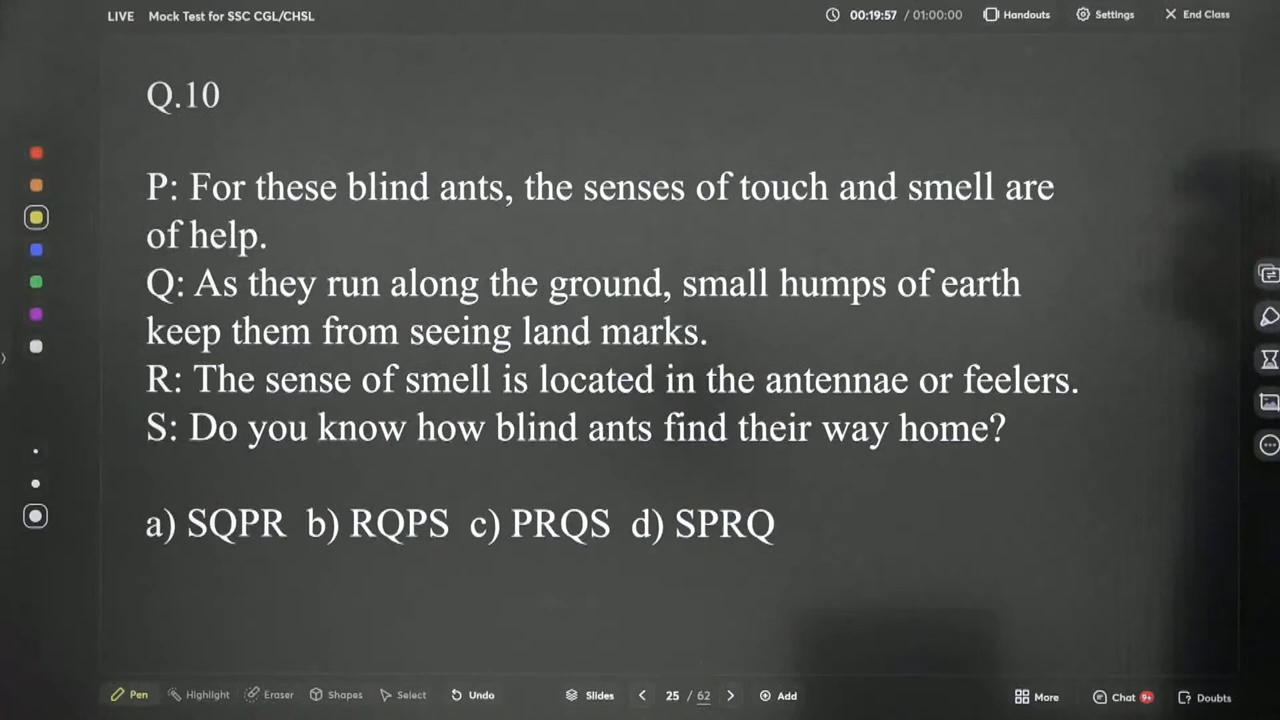 LIVE Mock Test for SSC CGL/CHSL 00:19:57 / 01:00:00 Handouts Settings End Class
Q.10
P: For these blind ants, the senses of touch and smell are
of help.
Q: As they run along the ground, small humps of earth
keep them from seeing land marks.
R: The sense of smell is located in the antennae or feelers.
S: Do you know how blind ants find their way home?
a) SQPR b) RQPS c) PRQS d) SPRQ
Pen Highlight Eraser Shapes Select Undo Slides 25 / 62 Add More Chat 9+ Doubts